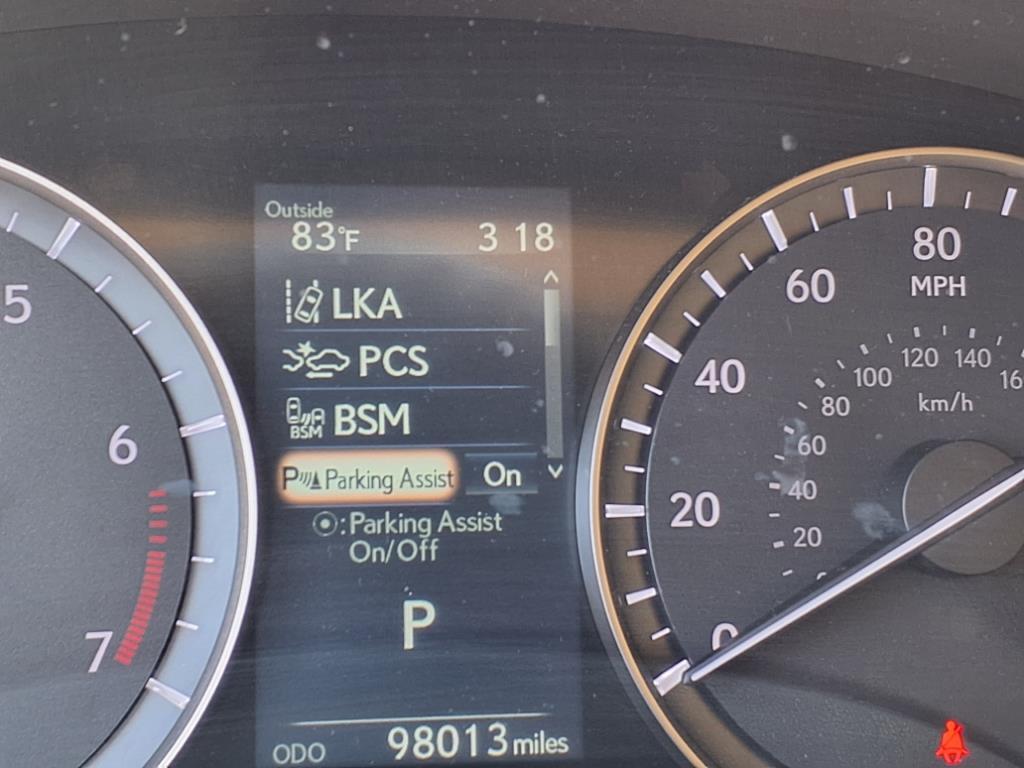 Outside
83°F 3 18
LKA
PCS
BSM BSM
P Parking Assist On
: Parking Assist
On/Off
P
ODO 98013 miles
5
6
7
80
MPH
60
40
20
0
160
140
120
100
80
60
40
20
km/h